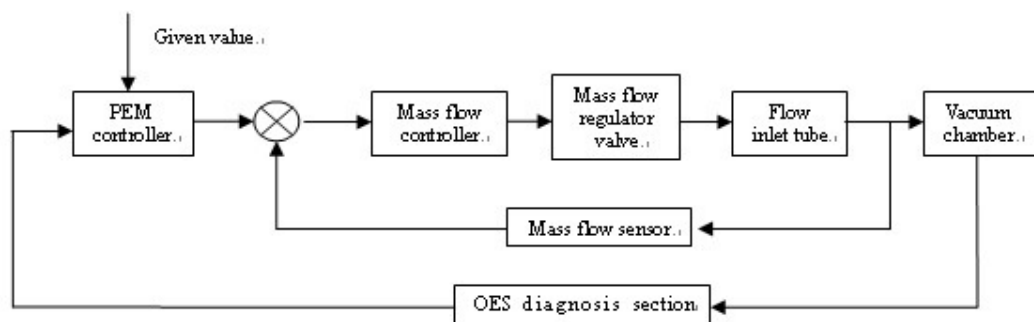 Given value.
PEM
controller.
Mass flow
controller.
Mass flow
regulator
valve.
Flow
inlet tube.
Vacuum
chamber.
Mass flow sensor.
OES diagnosis section